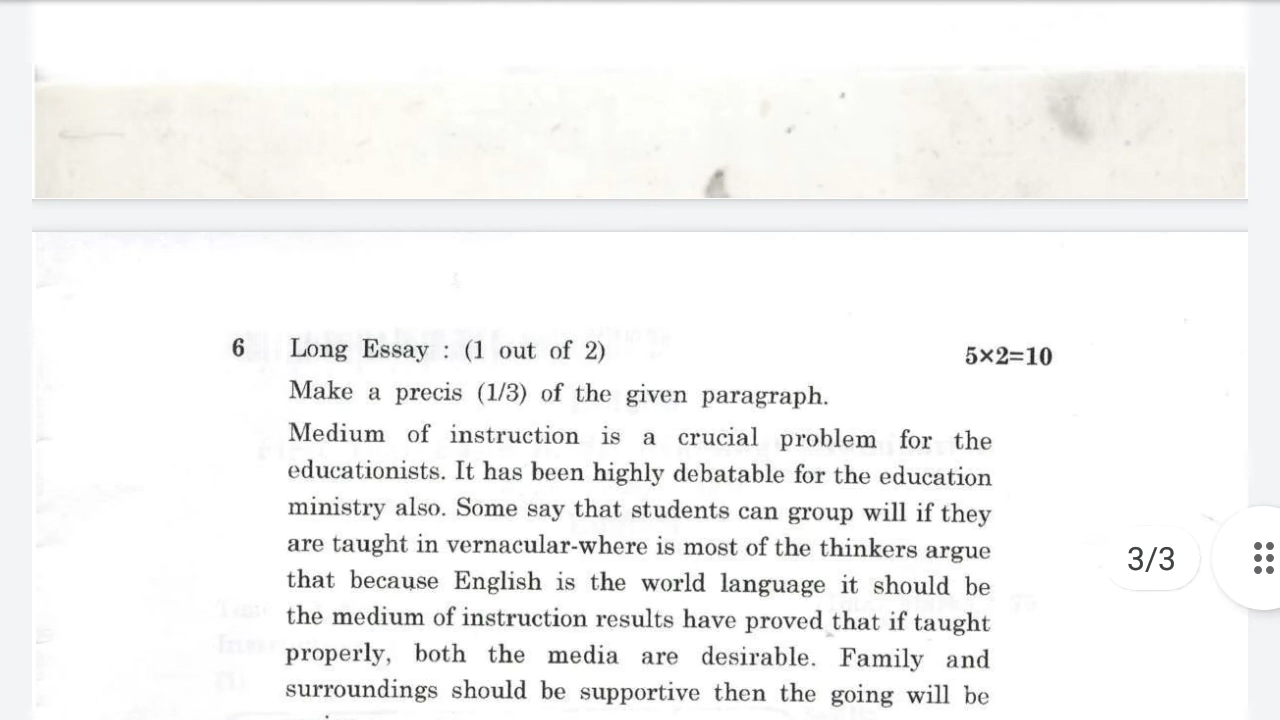 6 Long Essay : (1 out of 2) 5×2=10
Make a precis (1/3) of the given paragraph.
Medium of instruction is a crucial problem for the
educationists. It has been highly debatable for the education
ministry also. Some say that students can group will if they
are taught in vernacular-where is most of the thinkers argue
that because English is the world language it should be
the medium of instruction results have proved that if taught
properly, both the media are desirable. Family and
surroundings should be supportive then the going will be
3/3